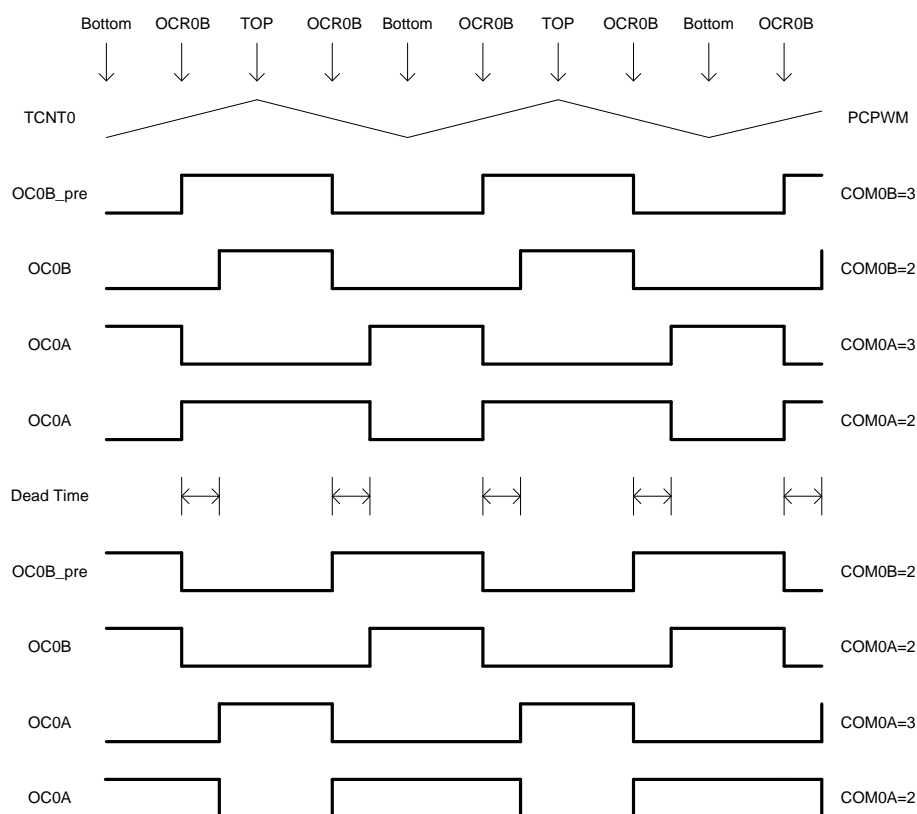 Bottom OCR0B TOP OCR0B Bottom OCR0B TOP OCR0B Bottom OCR0B
TCNT0 PCPWM
OC0B_pre COM0B=3
OC0B COM0B=2
OC0A COM0A=3
OC0A COM0A=2
Dead Time
OC0B_pre COM0B=2
OC0B COM0A=2
OC0A COM0A=3
OC0A COM0A=2